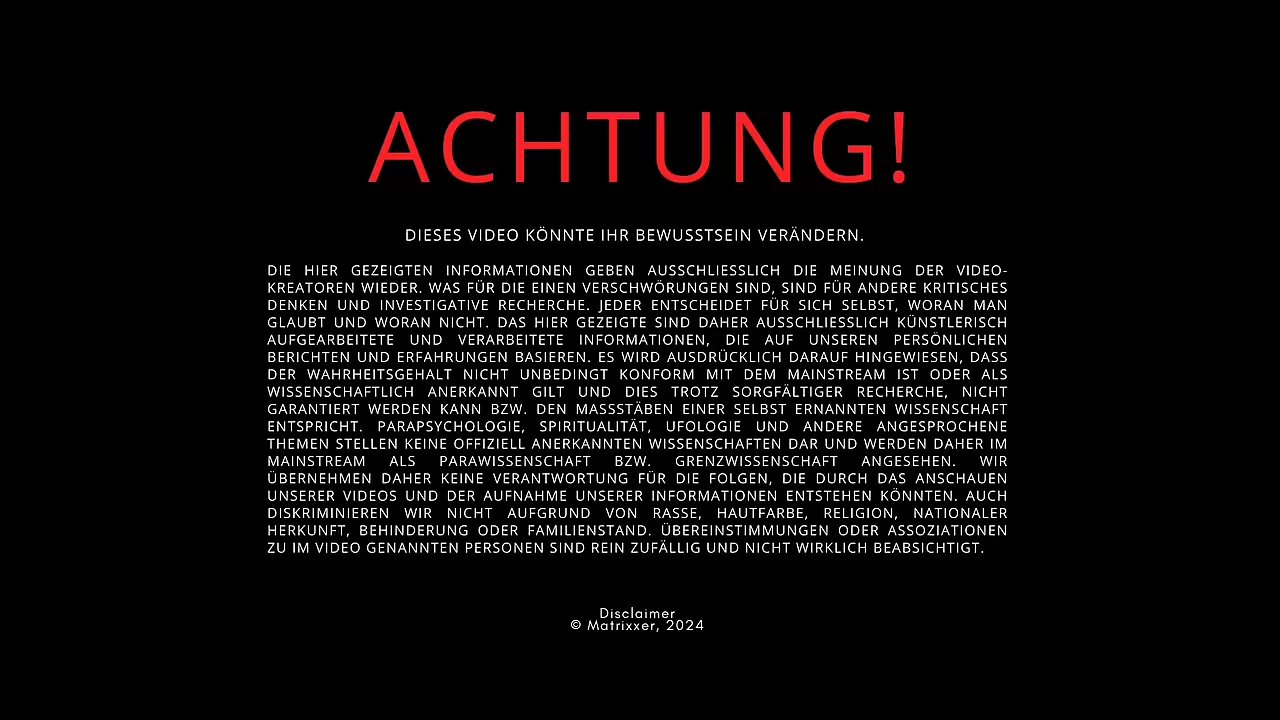 ACHTUNG!
DIESES VIDEO KÖNNTE IHR BEWUSSTSEIN VERÄNDERN.
DIE HIER GEZEIGTEN INFORMATIONEN GEBEN AUSSCHLIESSLICH DIE MEINUNG DER VIDEO-
KREATOREN WIEDER. WAS FÜR DIE EINEN VERSCHWÖRUNGEN SIND, SIND FÜR ANDERE KRITISCHES
DENKEN UND INVESTIGATIVE RECHERCHE. JEDER ENTSCHEIDET FÜR SICH SELBST, WORAN MAN
GLAUBT UND WORAN NICHT. DAS HIER GEZEIGTE SIND DAHER AUSSCHLIESSLICH KÜNSTLERISCH
AUFGEARBEITETE UND VERARBEITETE INFORMATIONEN, DIE AUF UNSEREN PERSÖNLICHEN
BERICHTEN UND ERFAHRUNGEN BASIEREN. ES WIRD AUSDRÜCKLICH DARAUF HINGEWIESEN, DASS
DER WAHRHEITSGEHALT NICHT UNBEDINGT KONFORM MIT DEM MAINSTREAM IST ODER ALS
WISSENSCHAFTLICH ANERKANNT GILT UND DIES TROTZ SORGFÄLTIGER RECHERCHE, NICHT
GARANTIERT WERDEN KANN BZW. DEN MASSSTÄBEN EINER SELBST ERNANNTEN WISSENSCHAFT
ENTSPRICHT. PARAPSYCHOLOGIE, SPIRITUALITÄT, UFOLOGIE UND ANDERE ANGESPROCHENE
THEMEN STELLEN KEINE OFFIZIELL ANERKANNTEN WISSENSCHAFTEN DAR UND WERDEN DAHER IM
MAINSTREAM ALS PARAWISSENSCHAFT BZW. GRENZWISSENSCHAFT ANGESEHEN. WIR
ÜBERNEHMEN DAHER KEINE VERANTWORTUNG FÜR DIE FOLGEN, DIE DURCH DAS ANSCHAUEN
UNSERER VIDEOS UND DER AUFNAHME UNSERER INFORMATIONEN ENTSTEHEN KÖNNTEN. AUCH
DISKRIMINIEREN WIR NICHT AUFGRUND VON RASSE, HAUTFARBE, RELIGION, NATIONALER
HERKUNFT, BEHINDERUNG ODER FAMILIENSTAND. ÜBEREINSTIMMUNGEN ODER ASSOZIATIONEN
ZU IM VIDEO GENANNTEN PERSONEN SIND REIN ZUFÄLLIG UND NICHT WIRKLICH BEABSICHTIGT.
Disclaimer
© Matrixxer, 2024